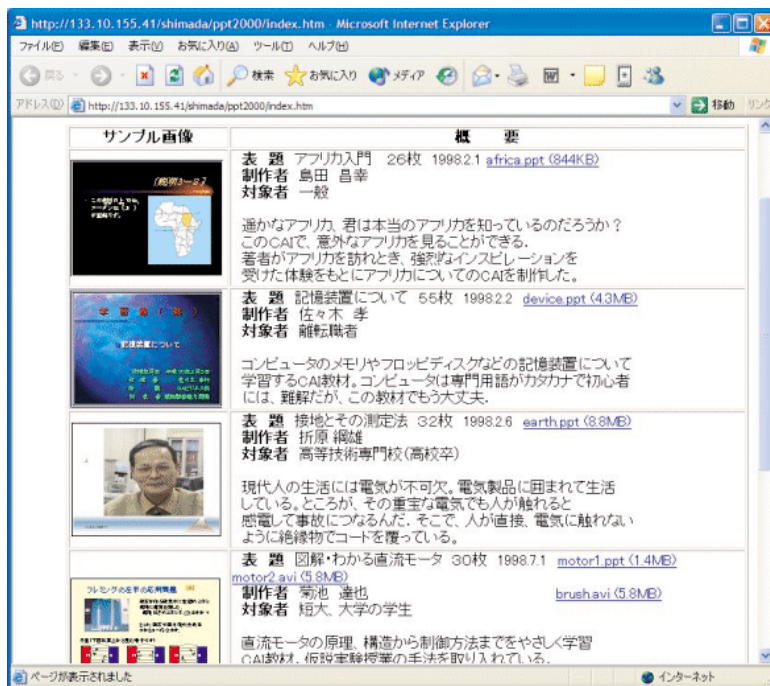 http://133.10.155.41/shimada/ppt2000/index.htm - Microsoft Internet Explorer
ファイル(F) 編集(E) 表示(V) お気に入り(A) ツール(T) ヘルプ(H)
戻る 検索 お気に入り メディア
アドレス(D) http://133.10.155.41/shimada/ppt2000/index.htm 移動 リンク
サンプル画像 概 要
表 題 アフリカ入門 26枚 1998.2.1 africa.ppt (844KB)
制作者 島田 昌幸
対象者 一般
遥かなアフリカ、君は本当のアフリカを知っているのだろうか？
このCAIで、意外なアフリカを見ることができる.
著者がアフリカを訪れとき、強烈なインスピレーションを
受けた体験をもとにアフリカについてのCAIを制作した。
学習集(例)
記憶装置について
表 題 記憶装置について 55枚 1998.2.2 device.ppt (4.3MB)
制作者 佐々木 孝
対象者 離転職者
コンピュータのメモリやフロッピディスクなどの記憶装置について
学習するCAI教材。コンピュータは専門用語がカタカナで初心者
には、難解だが、この教材でもう大丈夫.
表 題 接地とその測定法 32枚 1998.2.6 earth.ppt (8.8MB)
制作者 折原 綱雄
対象者 高等技術専門校(高校卒)
現代人の生活には電気が不可欠。電気製品に囲まれて生活
している。ところが、その重宝な電気でも人が触れると
感電して事故につながるんだ. そこで、人が直接、電気に触れない
ように絶縁物でコードを覆っている。
フレミングの左手の応用問題
表 題 図解・わかる直流モータ 30枚 1998.7.1 motor1.ppt (1.4MB)
motor2.avi (5.8MB)
制作者 菊池 達也 brush.avi (5.8MB)
対象者 短大、大学の学生
直流モータの原理、構造から制御方法までをやさしく学習
CAI教材. 仮説実験授業の手法を取り入れている.
ページが表示されました インターネット